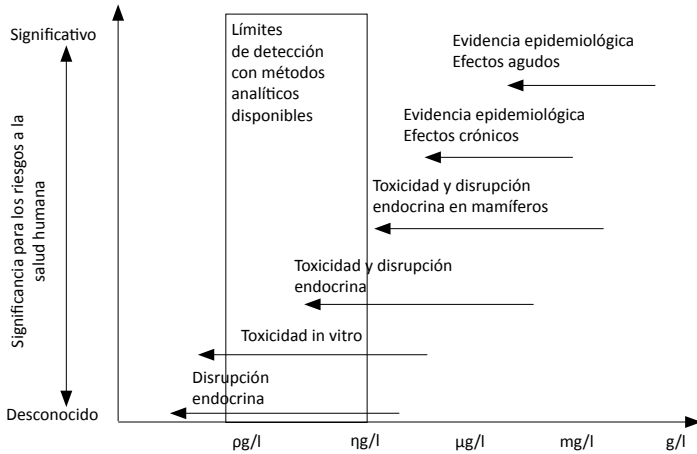 Significativo
Significancia para los riesgos a la
salud humana
Desconocido
Límites
de detección
con métodos
analíticos
disponibles
Evidencia epidemiológica
Efectos agudos
Evidencia epidemiológica
Efectos crónicos
Toxicidad y disrupción
endocrina en mamíferos
Toxicidad y disrupción
endocrina
Toxicidad in vitro
Disrupción
endocrina
ρg/l
ηg/l
μg/l
mg/l
g/l